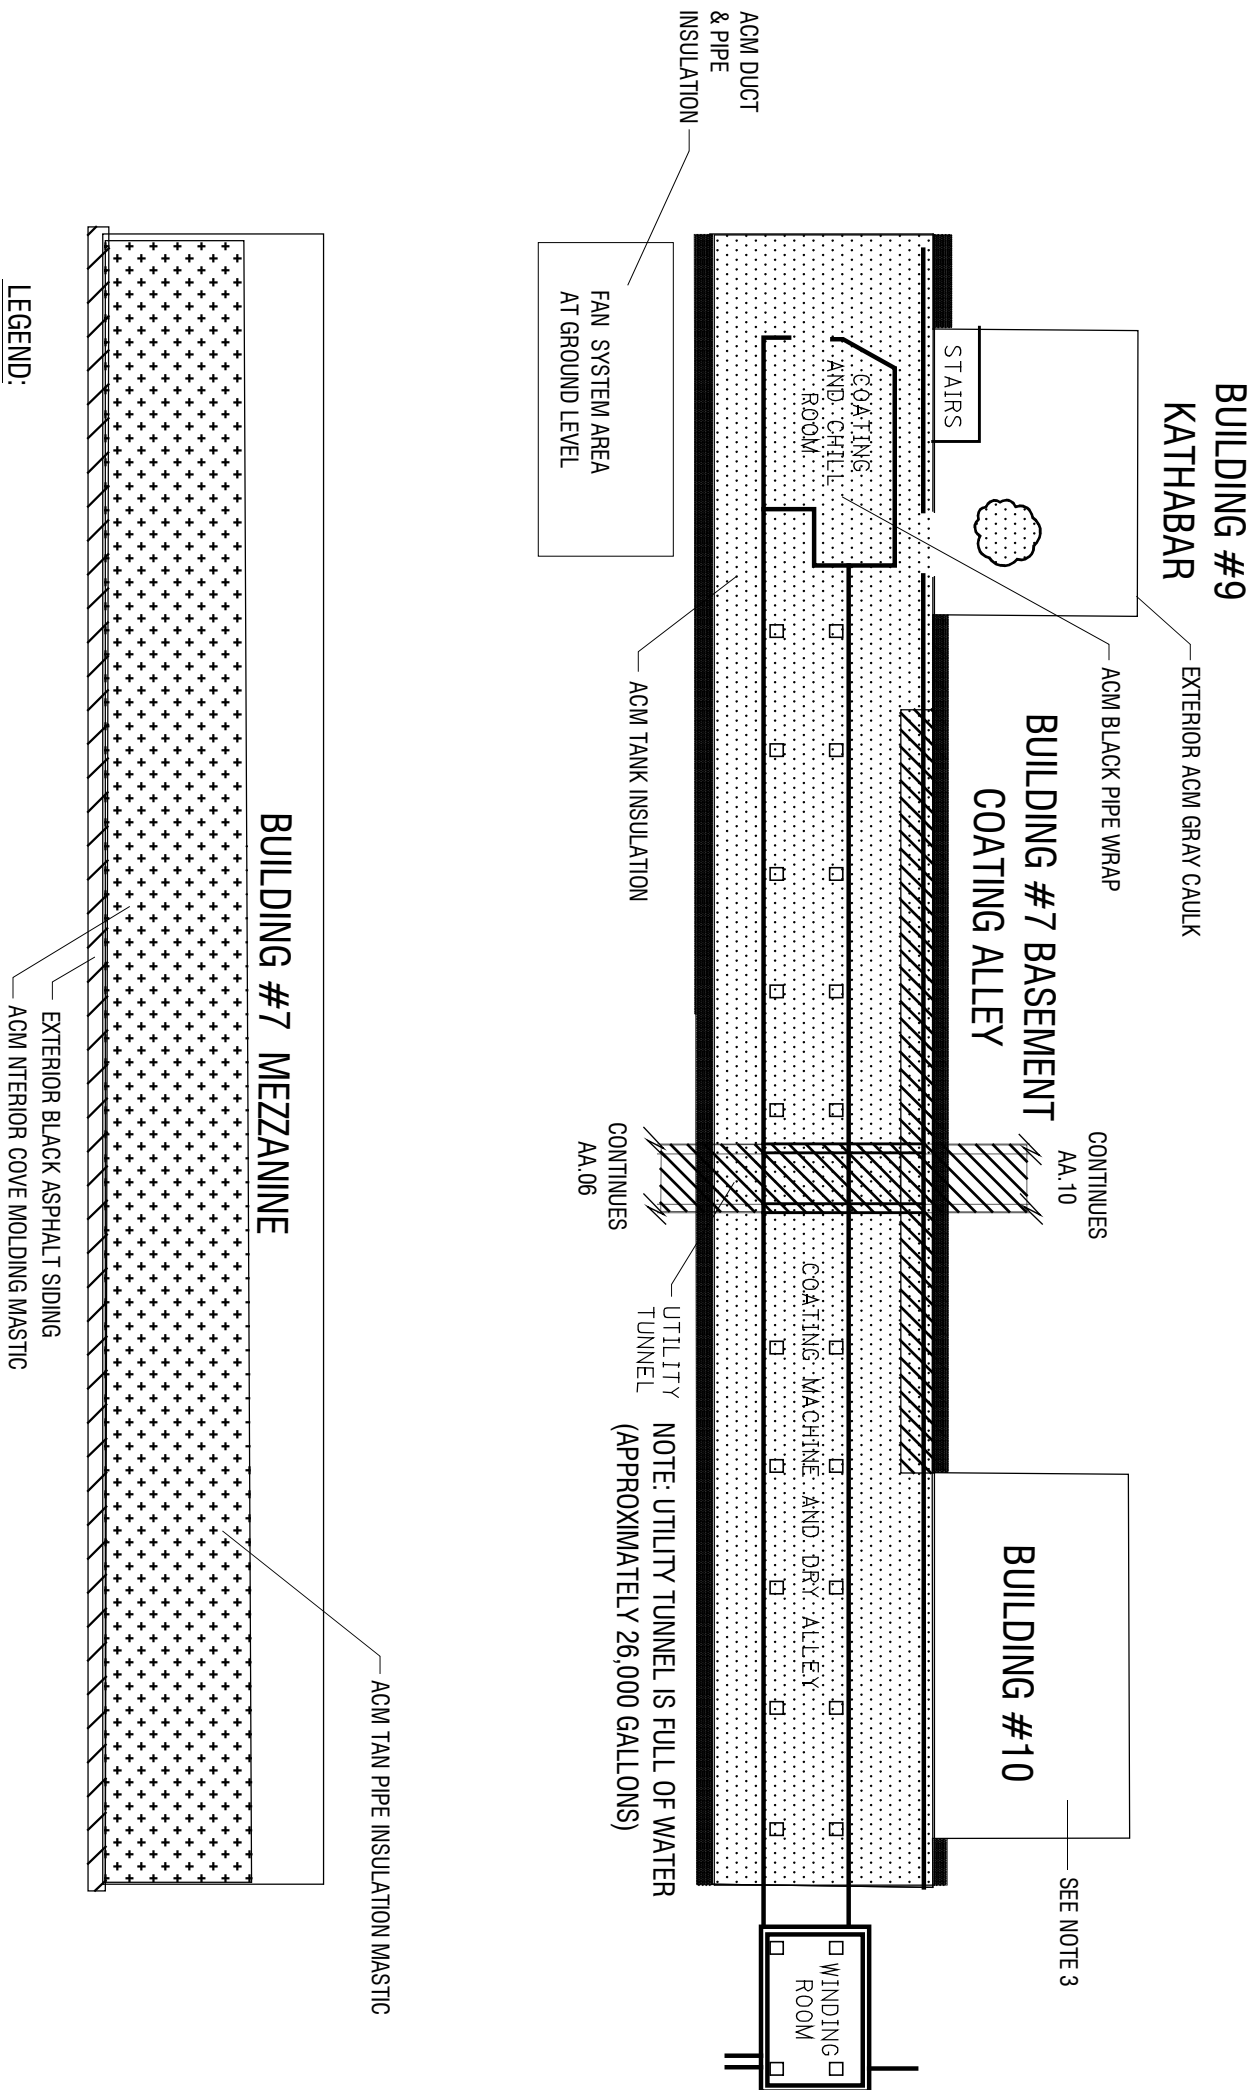 BUILDING #9
KATHABAR
EXTERIOR ACM GRAY CAULK
ACM BLACK PIPE WRAP
BUILDING #7 BASEMENT
COATING ALLEY
CONTINUES
AA.10
BUILDING #10
SEE NOTE 3
STAIRS
COATING
AND CHILL
ROOM
COATING MACHINE AND DRY ALLEY
WINDING
ROOM
ACM DUCT
& PIPE
INSULATION
FAN SYSTEM AREA
AT GROUND LEVEL
ACM TANK INSULATION
CONTINUES
AA.06
UTILITY
TUNNEL
NOTE: UTILITY TUNNEL IS FULL OF WATER
(APPROXIMATELY 26,000 GALLONS)
ACM TAN PIPE INSULATION MASTIC
BUILDING #7 MEZZANINE
EXTERIOR BLACK ASPHALT SIDING
ACM NTERIOR COVE MOLDING MASTIC
LEGEND: